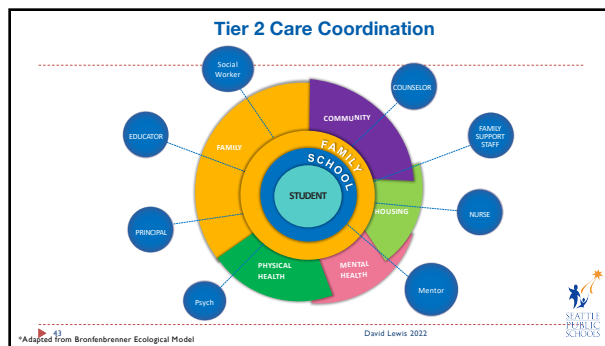 Tier 2 Care Coordination
Social
Worker
COUNSELOR
COMMUNITY
EDUCATOR
FAMILY
FAMILY
SUPPORT
STAFF
FAMILY
SCHOOL
STUDENT
HOUSING
NURSE
PRINCIPAL
PHYSICAL
HEALTH
MENTAL
HEALTH
Psych
Mentor
43
David Lewis 2022
*Adapted from Bronfenbrenner Ecological Model
SEATTLE
PUBLIC
SCHOOLS